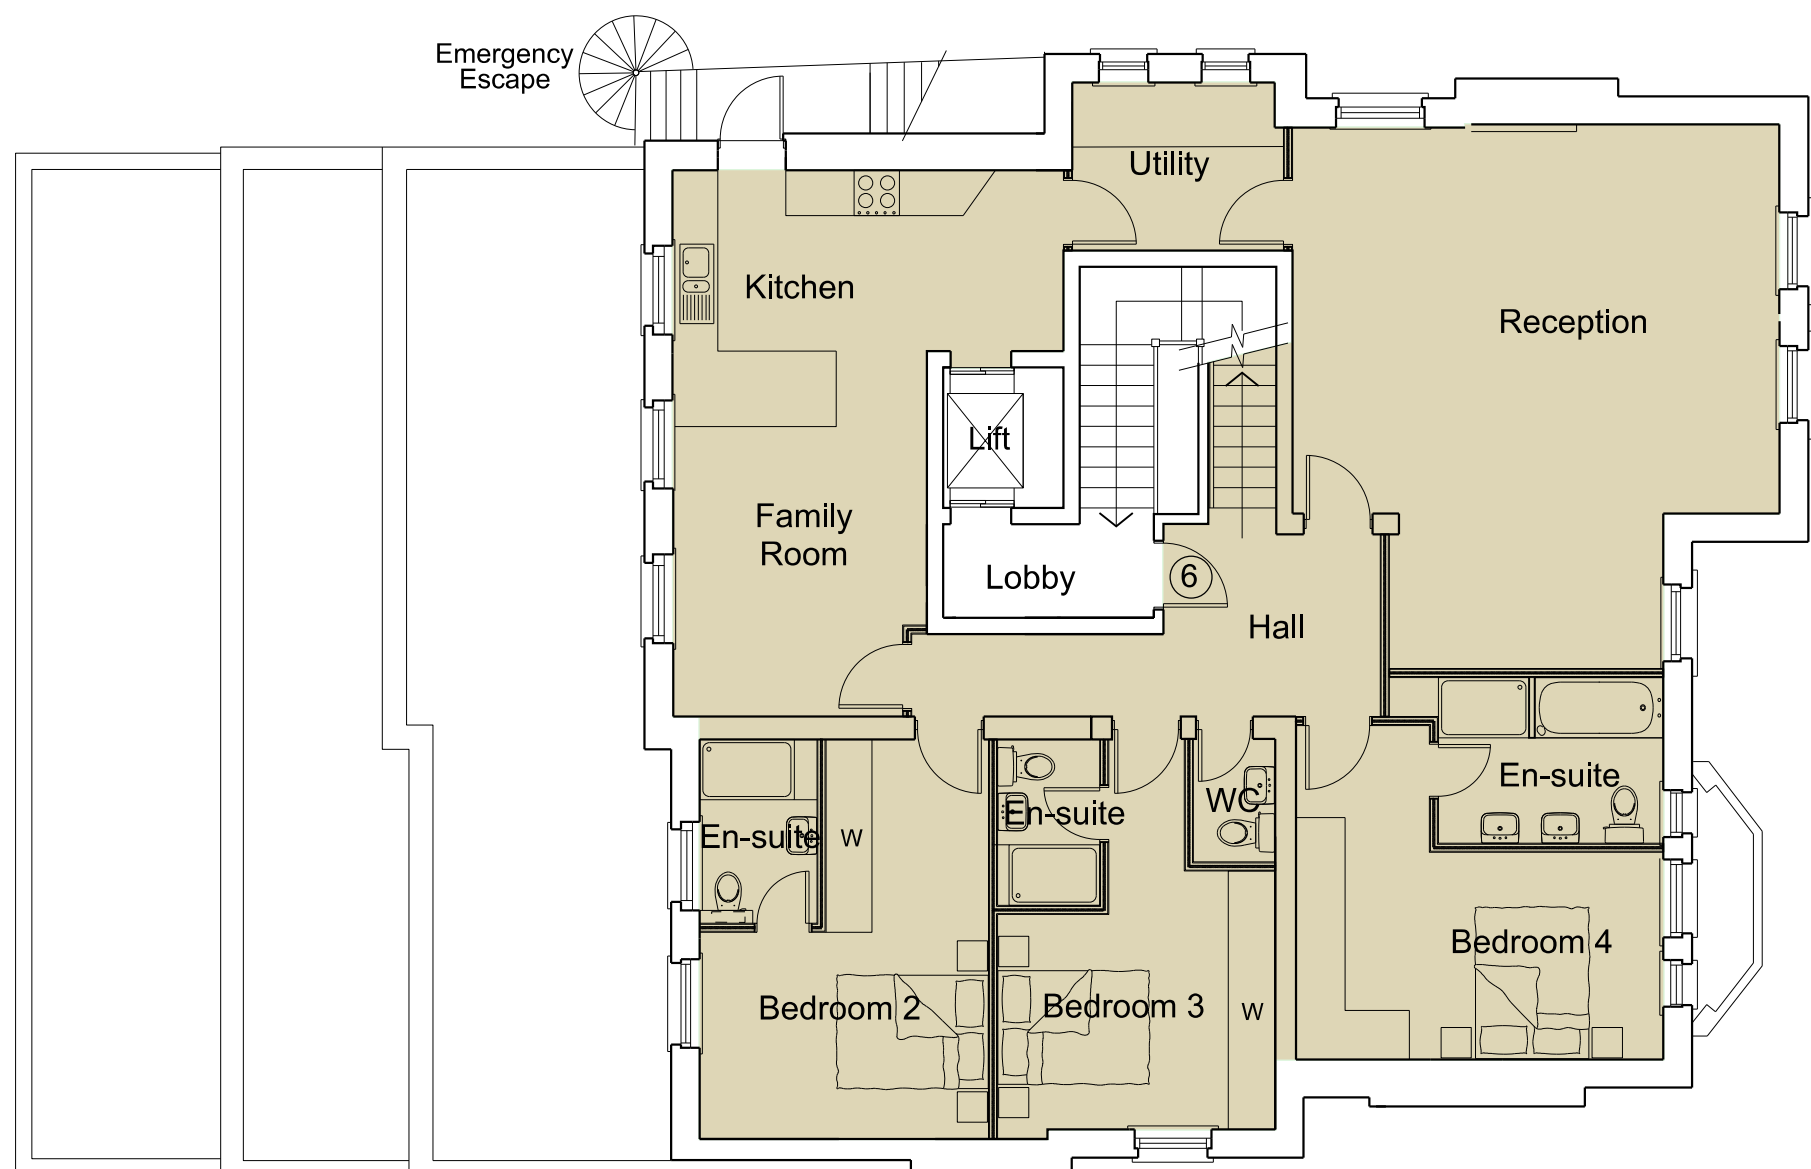 Emergency
Escape
Utility
Kitchen
Reception
Lift
Family
Room
Lobby
6
Hall
En-suite
En-suite
En-suite
WC
W
Bedroom 4
Bedroom 2
Bedroom 3
W